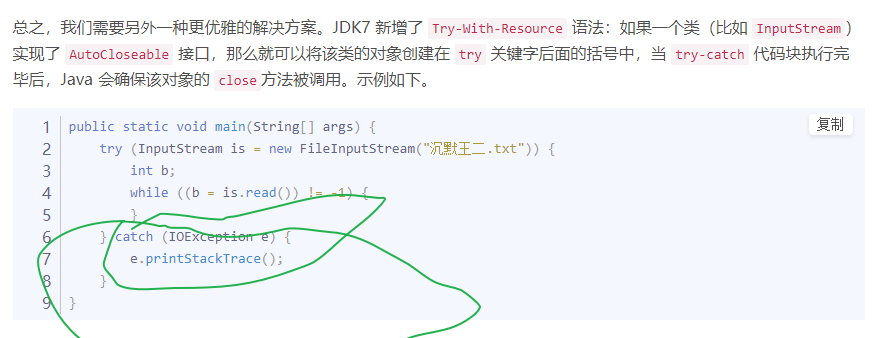 总之，我们需要另外一种更优雅的解决方案。JDK7 新增了 Try-With-Resource 语法：如果一个类（比如 InputStream）
实现了 AutoCloseable 接口，那么就可以将该类的对象创建在 try 关键字后面的括号中，当 try-catch 代码块执行完
毕后，Java 会确保该对象的 close方法被调用。示例如下。
复制
1 public static void main(String[] args) {
2     try (InputStream is = new FileInputStream("沉默王二.txt")) {
3         int b;
4         while ((b = is.read()) != -1) {
5         }
6     } catch (IOException e) {
7         e.printStackTrace();
8     }
9 }